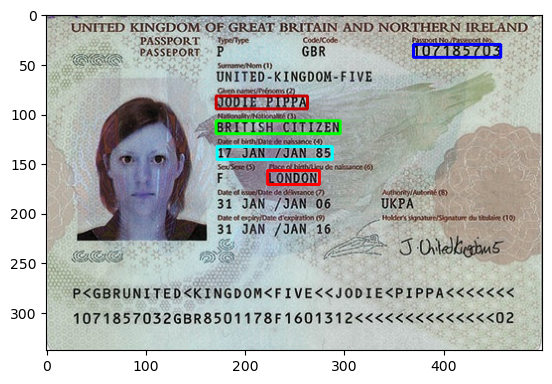 UNITED KINGDOM OF GREAT BRITAIN AND NORTHERN IRELAND
PASSPORT
PASSEPORT
Type/Type Code/Code Passport No./Passeport No.
P GBR 107185703
Surname/Nom (1)
UNITED-KINGDOM-FIVE
Given names/Prénoms (2)
JODIE PIPPA
Nationality/Nationalité (3)
BRITISH CITIZEN
Date of birth/Date de naissance (4)
17 JAN /JAN 85
Sex/Sexe (5) Place of birth/Lieu de naissance (6)
F LONDON
Date of issue/Date de délivrance (7) Authority/Autorité (8)
31 JAN /JAN 06 UKPA
Date of expiry/Date d'expiration (9) Holder's signature/Signature du titulaire (10)
31 JAN /JAN 16
J. UnitedKingdom5
P<GBRUNITED<KINGDOM<FIVE<<JODIE<PIPPA<<<<<<<
1071857032GBR8501178F1601312<<<<<<<<<<<<<<02
0
50
100
150
200
250
300
0 100 200 300 400